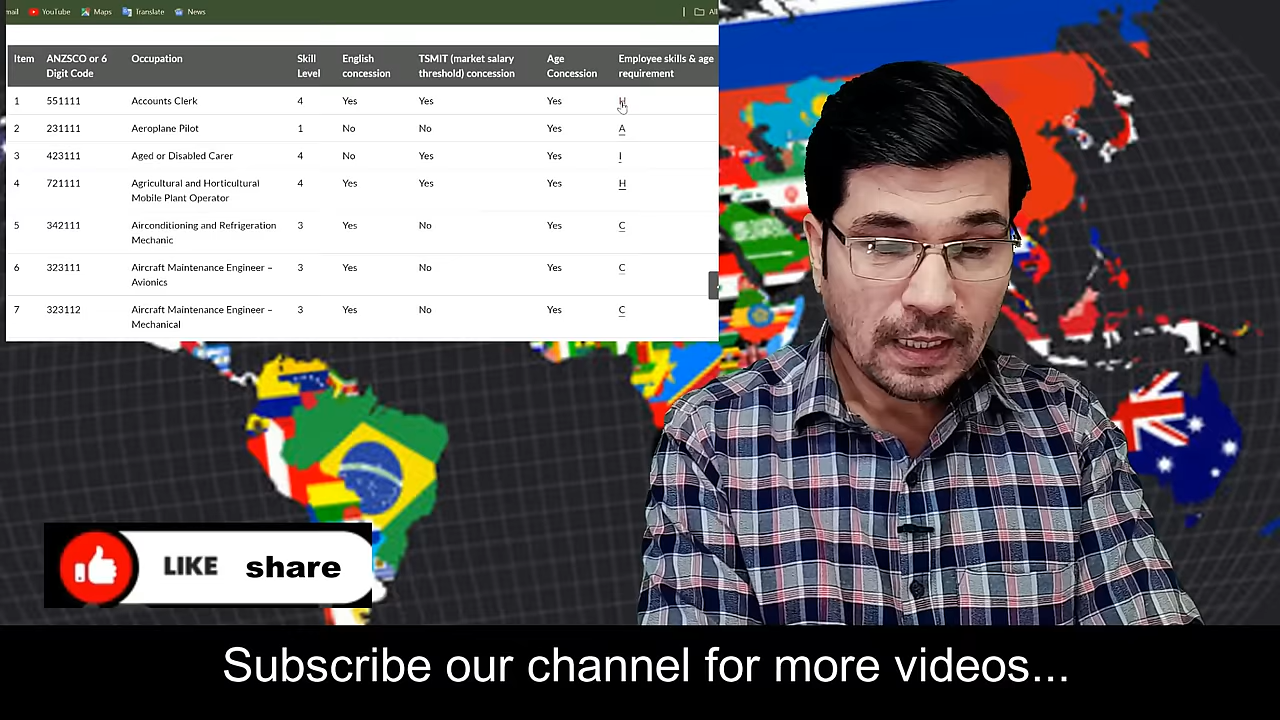 mail YouTube Maps Translate News All
Item ANZSCO or 6 Digit Code Occupation Skill Level English concession TSMIT (market salary threshold) concession Age Concession Employee skills & age requirement
1 551111 Accounts Clerk 4 Yes Yes Yes H
2 231111 Aeroplane Pilot 1 No No Yes A
3 423111 Aged or Disabled Carer 4 No Yes Yes I
4 721111 Agricultural and Horticultural Mobile Plant Operator 4 Yes Yes Yes H
5 342111 Airconditioning and Refrigeration Mechanic 3 Yes No Yes C
6 323111 Aircraft Maintenance Engineer – Avionics 3 Yes No Yes C
7 323112 Aircraft Maintenance Engineer – Mechanical 3 Yes No Yes C
LIKE share
Subscribe our channel for more videos...